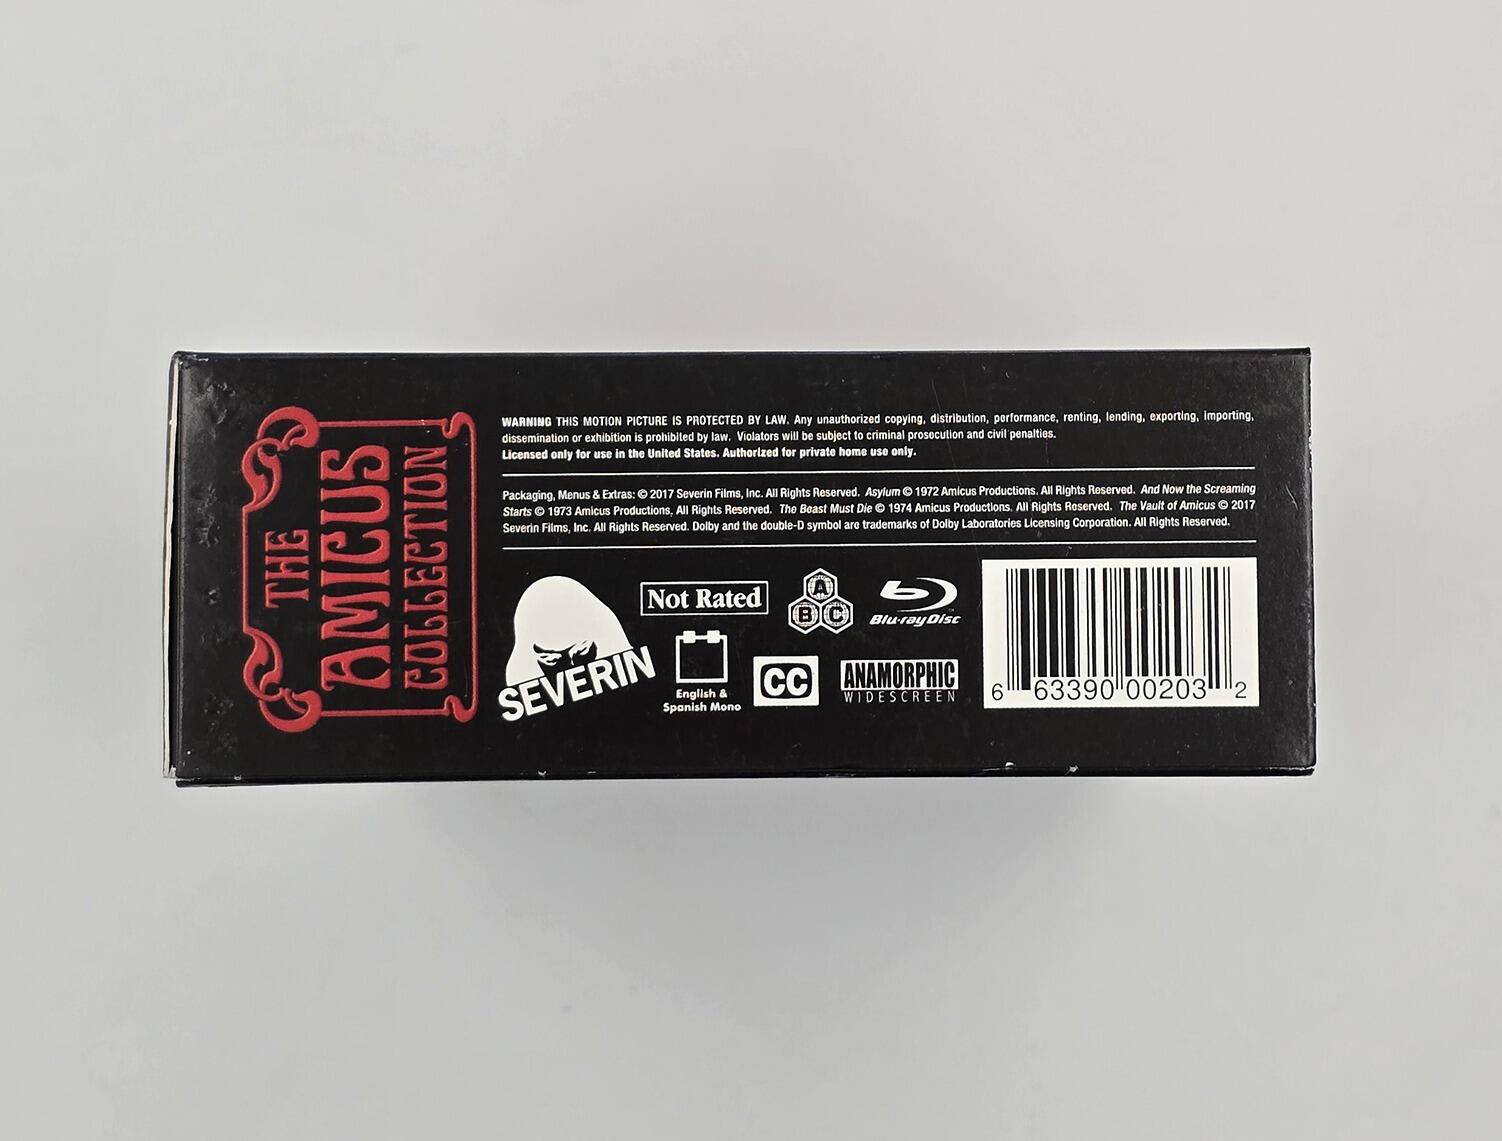 THE
AMICUS
COLLECTION
WARNING THIS MOTION PICTURE IS PROTECTED BY LAW. Any unauthorized copying, distribution, performance, renting, lending, exporting, importing,
dissemination or exhibition is prohibited by law. Violators will be subject to criminal prosecution and civil penalties.
Licensed only for use in the United States. Authorized for private home use only.
Packaging, Menus & Extras: © 2017 Severin Films, Inc. All Rights Reserved. Asylum © 1972 Amicus Productions. All Rights Reserved. And Now the Screaming
Starts © 1973 Amicus Productions, All Rights Reserved. The Beast Must Die © 1974 Amicus Productions. All Rights Reserved. The Vault of Amicus © 2017
Severin Films, Inc. All Rights Reserved. Dolby and the double-D symbol are trademarks of Dolby Laboratories Licensing Corporation. All Rights Reserved.
SEVERIN
Not Rated
English &
Spanish Mono
A
B C
CC
Blu-ray Disc
ANAMORPHIC
WIDESCREEN
6 63390 00203 2